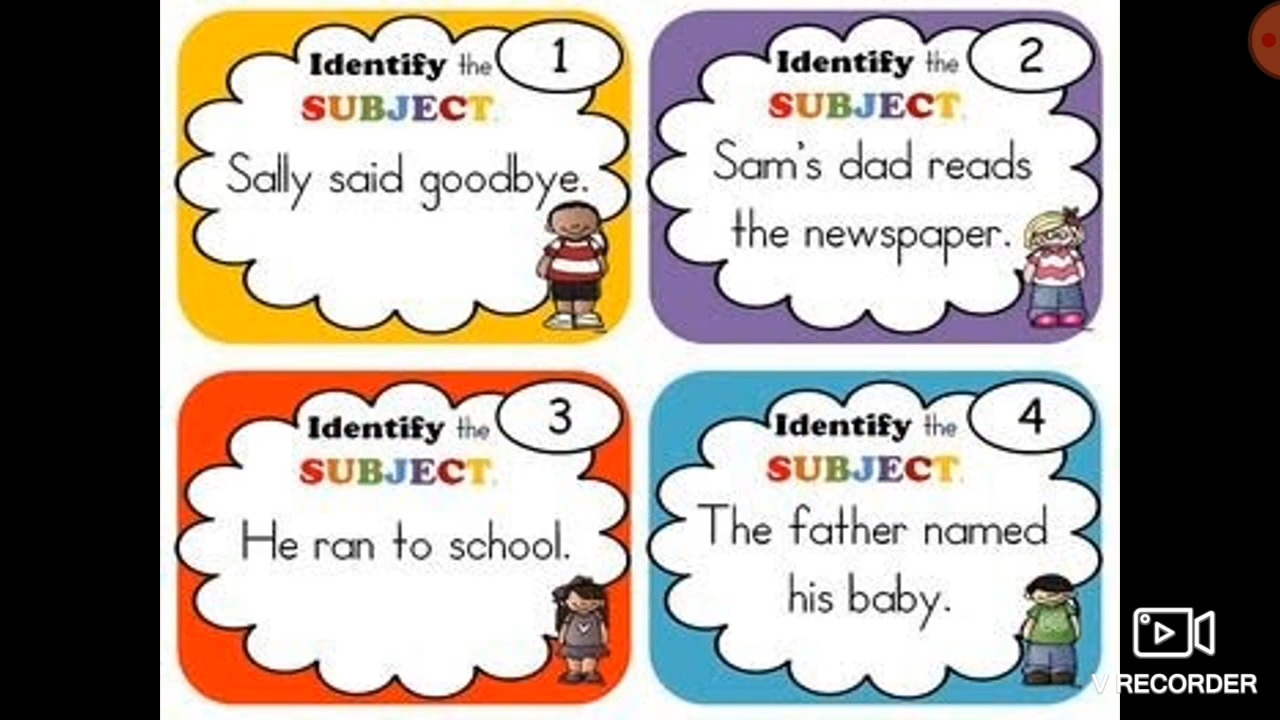 1
Identify the
SUBJECT.
Sally said goodbye.
2
Identify the
SUBJECT.
Sam's dad reads
the newspaper.
3
Identify the
SUBJECT.
He ran to school.
4
Identify the
SUBJECT.
The father named
his baby.
V RECORDER